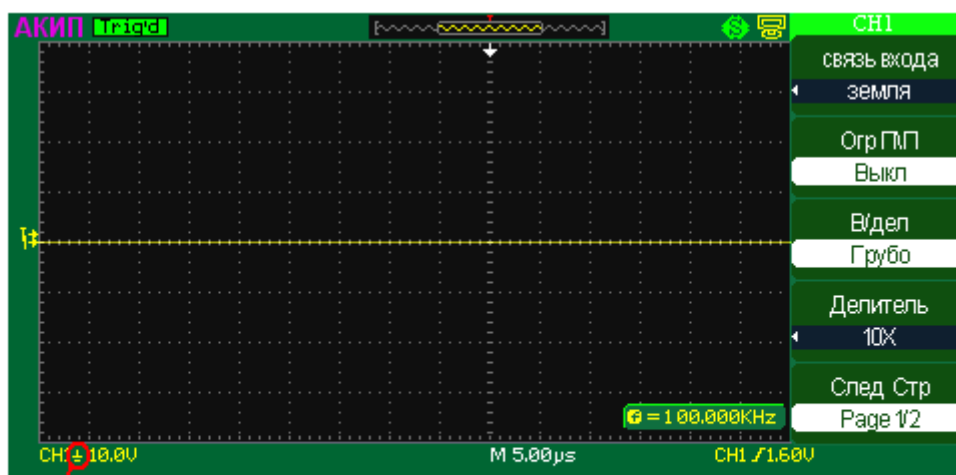 АКИП Trig'd CH1
связь входа
земля
Огр П\П
Выкл
В/дел
Грубо
Делитель
10X
След Стр
f = 100.000KHz Page 1/2
CH1 10.0V M 5.00µs CH1 /1.60V